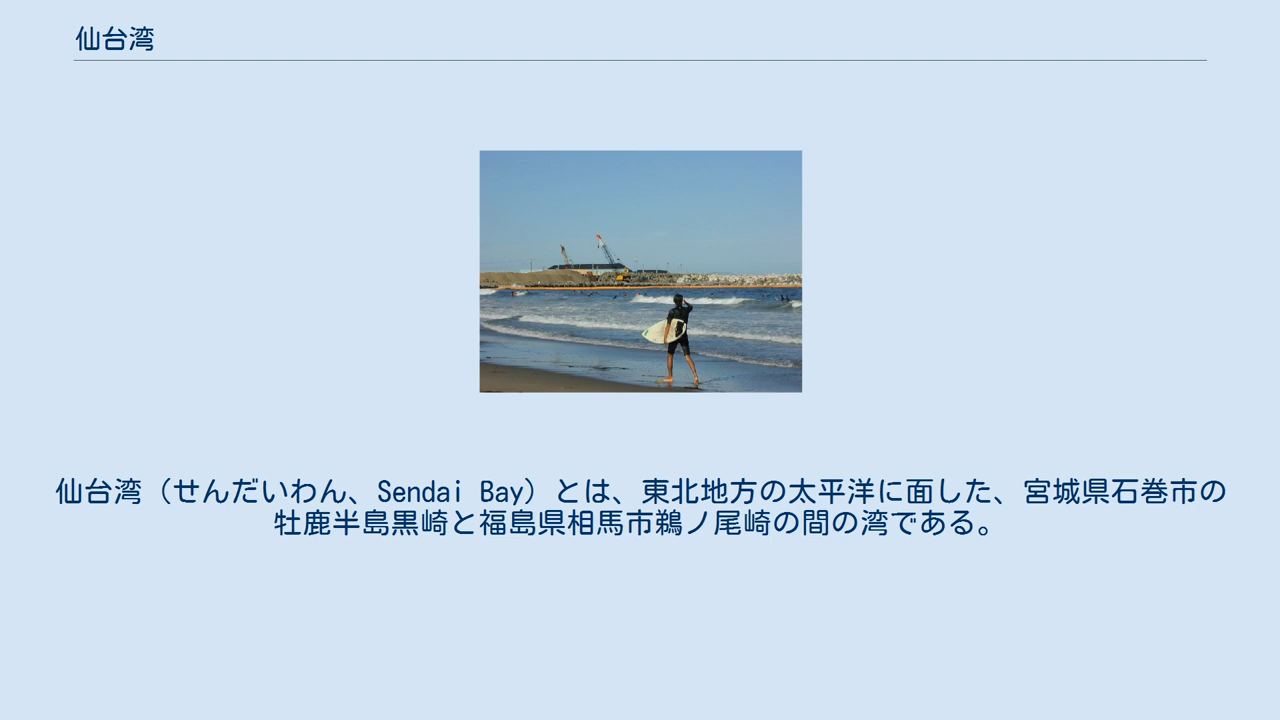 仙台湾
仙台湾（せんだいわん、Sendai Bay）とは、東北地方の太平洋に面した、宮城県石巻市の
牡鹿半島黒崎と福島県相馬市鵜ノ尾崎の間の湾である。